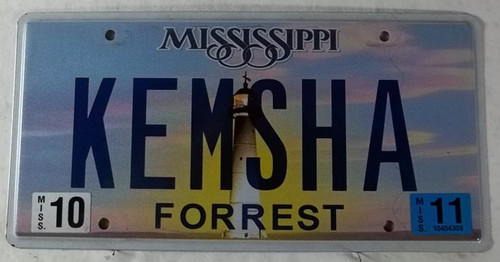 MISSISSIPPI
KEMSHA
MISS. 10
FORREST
MISS 11